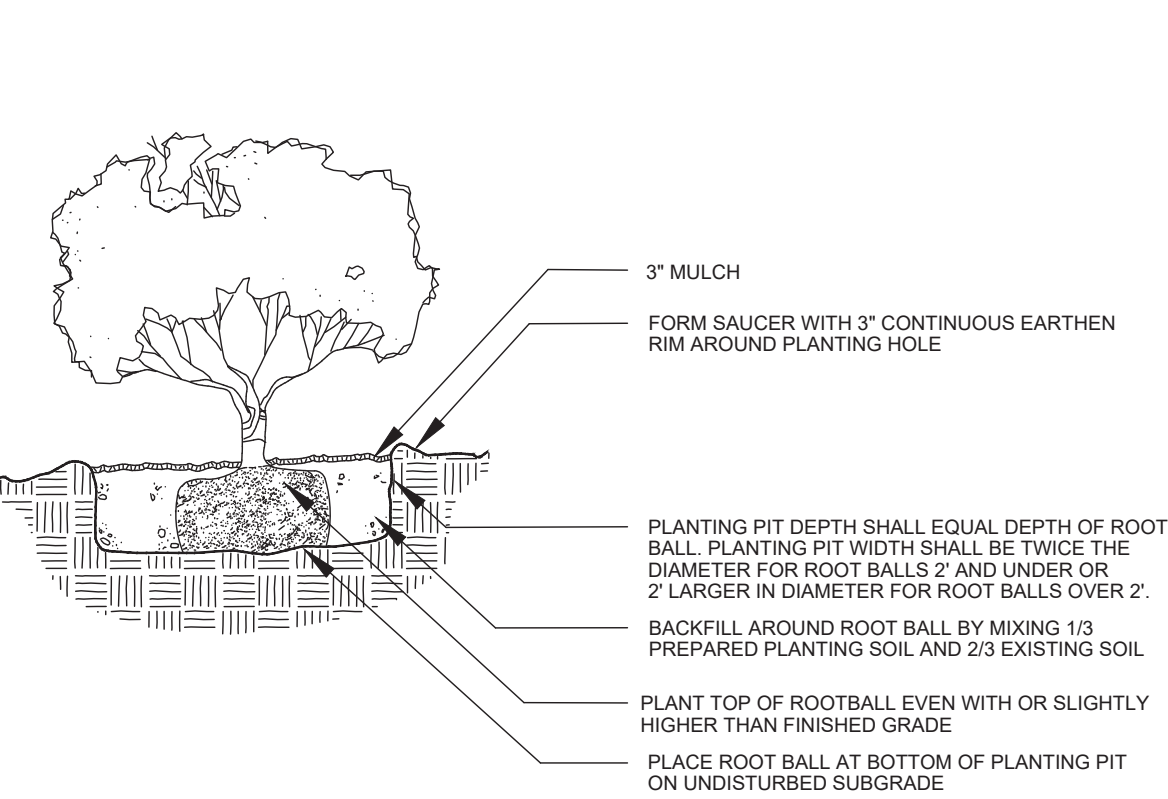 3" MULCH
FORM SAUCER WITH 3" CONTINUOUS EARTHEN
RIM AROUND PLANTING HOLE
PLANTING PIT DEPTH SHALL EQUAL DEPTH OF ROOT
BALL. PLANTING PIT WIDTH SHALL BE TWICE THE
DIAMETER FOR ROOT BALLS 2' AND UNDER OR
2' LARGER IN DIAMETER FOR ROOT BALLS OVER 2'.
BACKFILL AROUND ROOT BALL BY MIXING 1/3
PREPARED PLANTING SOIL AND 2/3 EXISTING SOIL
PLANT TOP OF ROOTBALL EVEN WITH OR SLIGHTLY
HIGHER THAN FINISHED GRADE
PLACE ROOT BALL AT BOTTOM OF PLANTING PIT
ON UNDISTURBED SUBGRADE